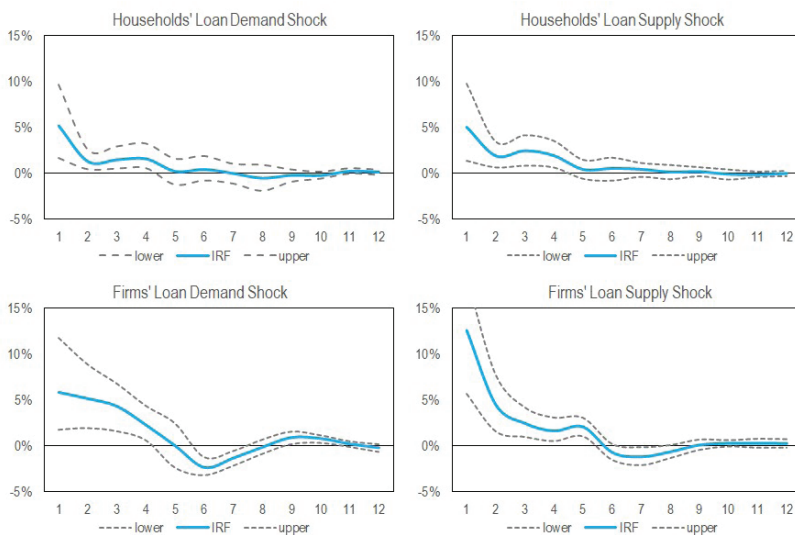 Households' Loan Demand Shock
15%
10%
5%
0%
-5%
1 2 3 4 5 6 7 8 9 10 11 12
lower IRF upper
Households' Loan Supply Shock
15%
10%
5%
0%
-5%
1 2 3 4 5 6 7 8 9 10 11 12
lower IRF upper
Firms' Loan Demand Shock
15%
10%
5%
0%
-5%
1 2 3 4 5 6 7 8 9 10 11 12
lower IRF upper
Firms' Loan Supply Shock
15%
10%
5%
0%
-5%
1 2 3 4 5 6 7 8 9 10 11 12
lower IRF upper